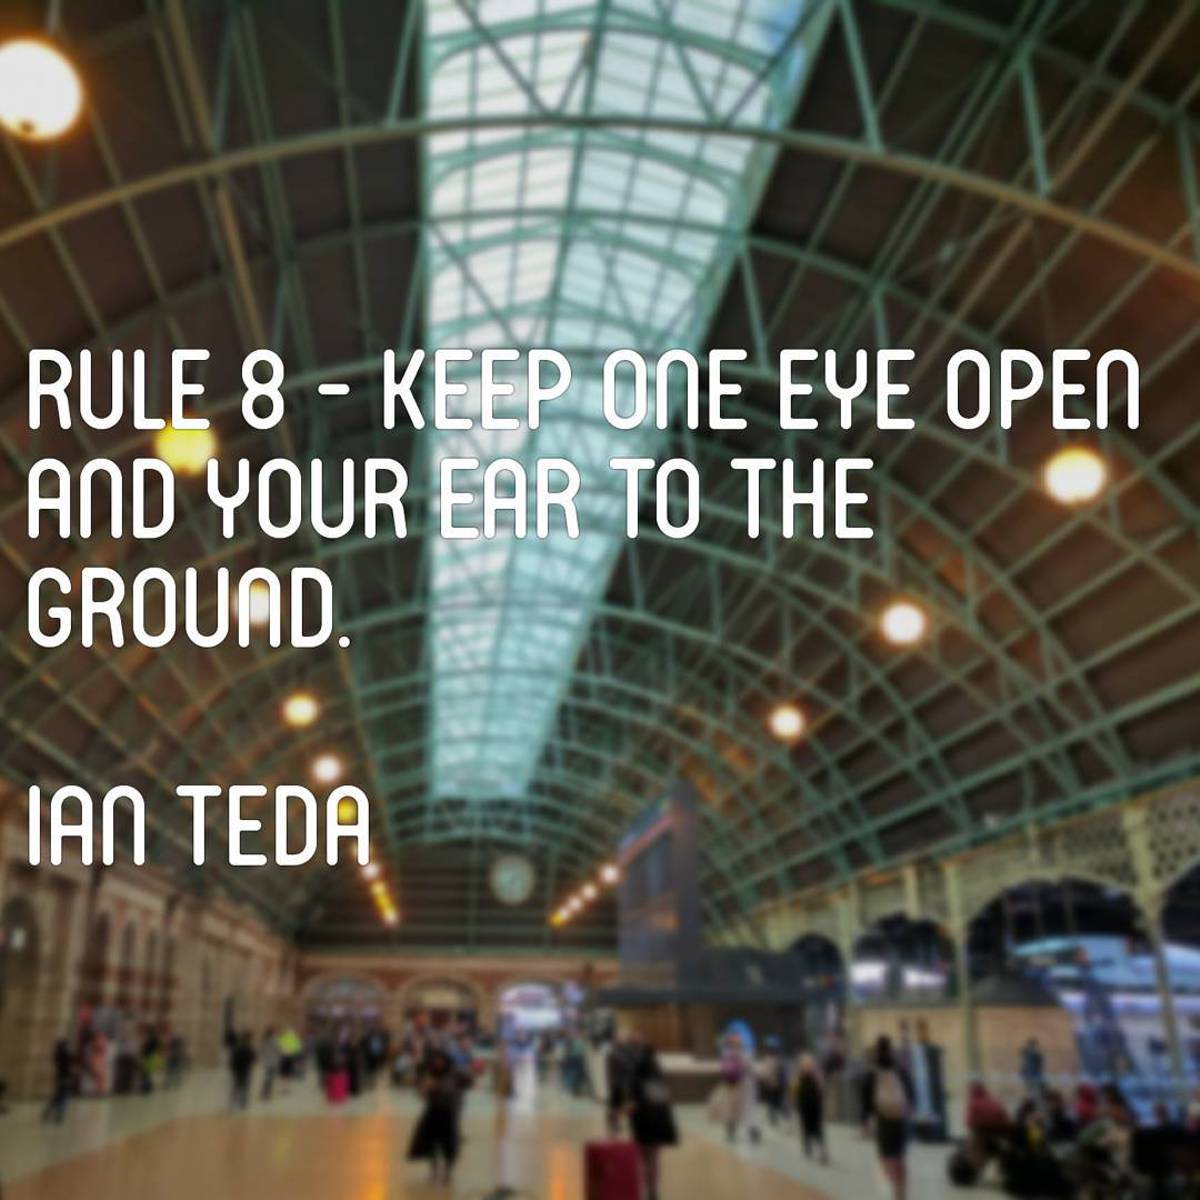 RULE 8 - KEEP ONE EYE OPEN
AND YOUR EAR TO THE
GROUND.
IAN TEDA